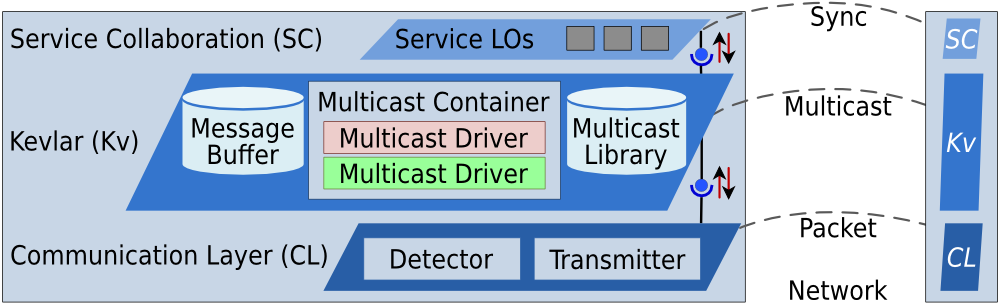 Service Collaboration (SC)
Service LOs
Sync
SC
Kevlar (Kv)
Message
Buffer
Multicast Container
Multicast Driver
Multicast Driver
Multicast
Library
Multicast
Kv
Communication Layer (CL)
Detector
Transmitter
Packet
Network
CL